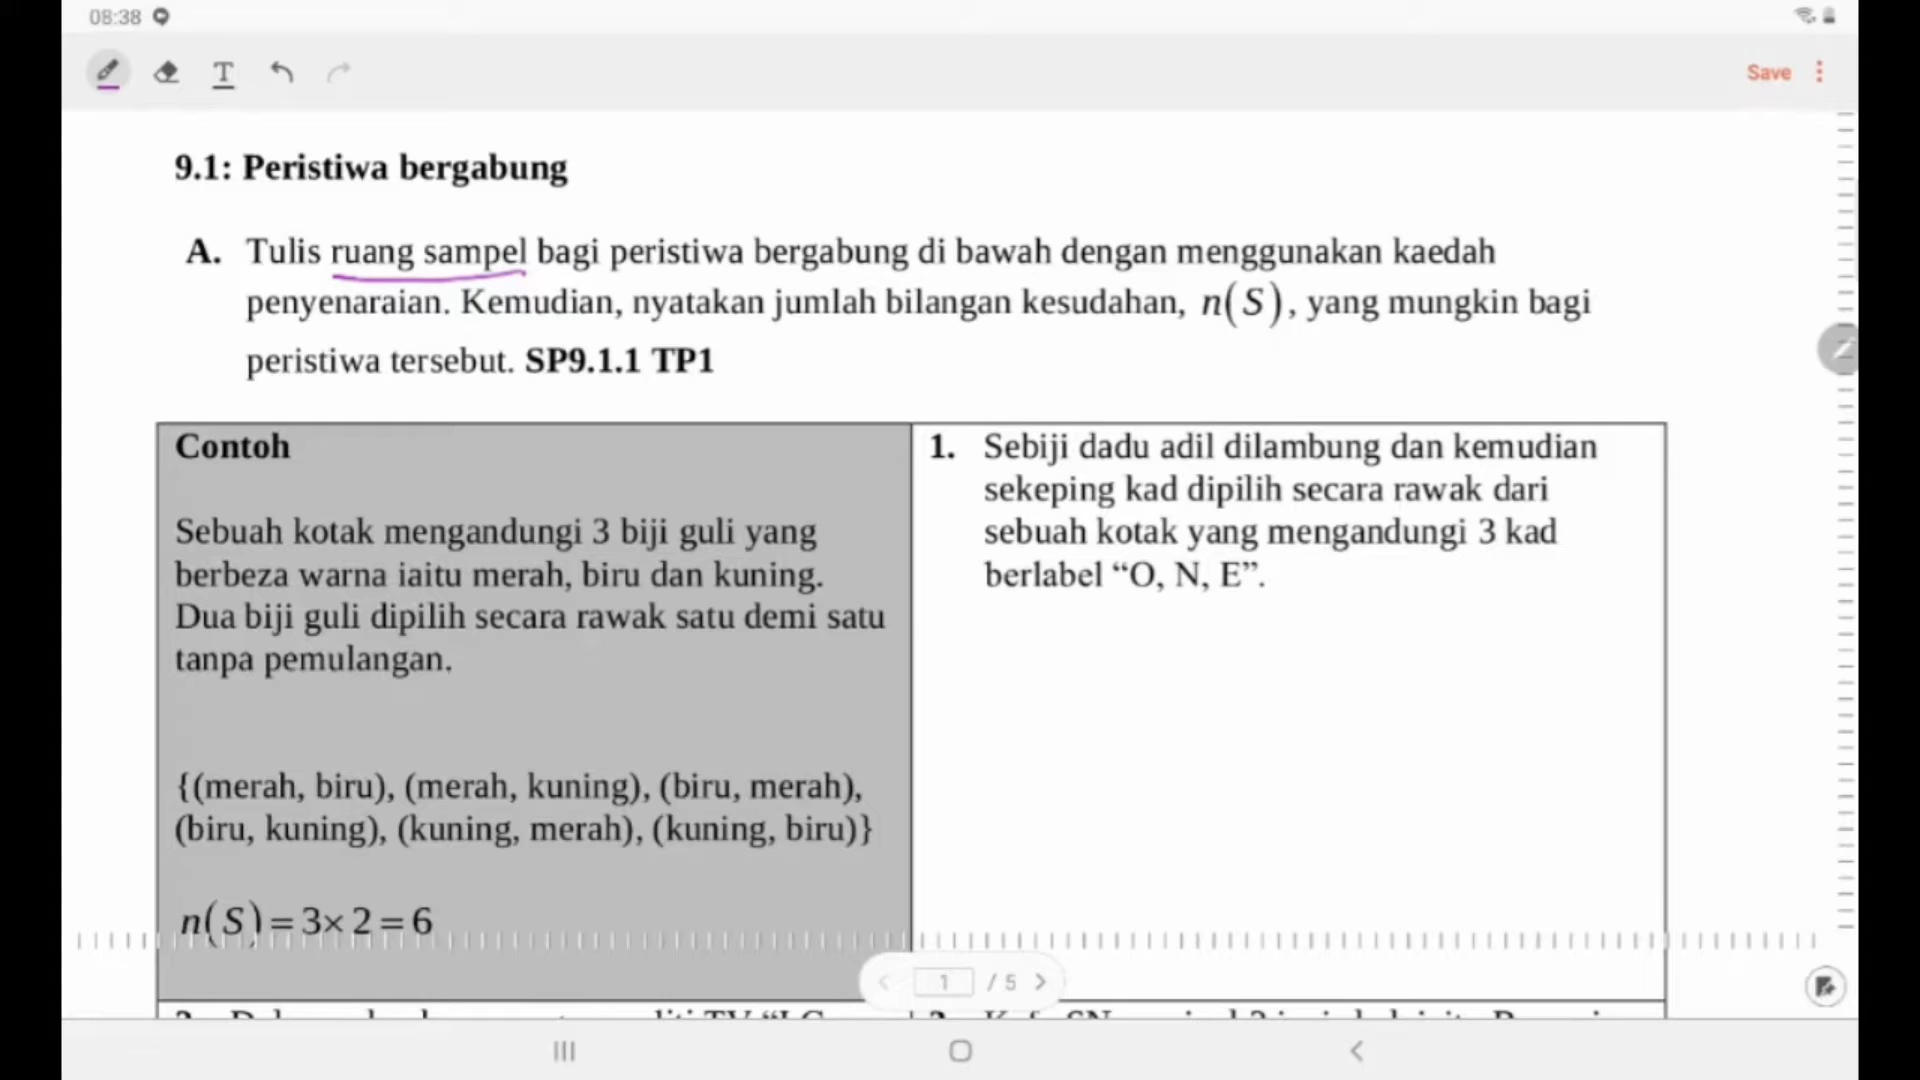 08:38
T
Save
9.1: Peristiwa bergabung
A. Tulis ruang sampel bagi peristiwa bergabung di bawah dengan menggunakan kaedah
penyenaraian. Kemudian, nyatakan jumlah bilangan kesudahan, n(S), yang mungkin bagi
peristiwa tersebut. SP9.1.1 TP1
Contoh
Sebuah kotak mengandungi 3 biji guli yang
berbeza warna iaitu merah, biru dan kuning.
Dua biji guli dipilih secara rawak satu demi satu
tanpa pemulangan.
{(merah, biru), (merah, kuning), (biru, merah),
(biru, kuning), (kuning, merah), (kuning, biru)}
n(S)=3×2=6
1. Sebiji dadu adil dilambung dan kemudian
sekeping kad dipilih secara rawak dari
sebuah kotak yang mengandungi 3 kad
berlabel “O, N, E”.
1 / 5